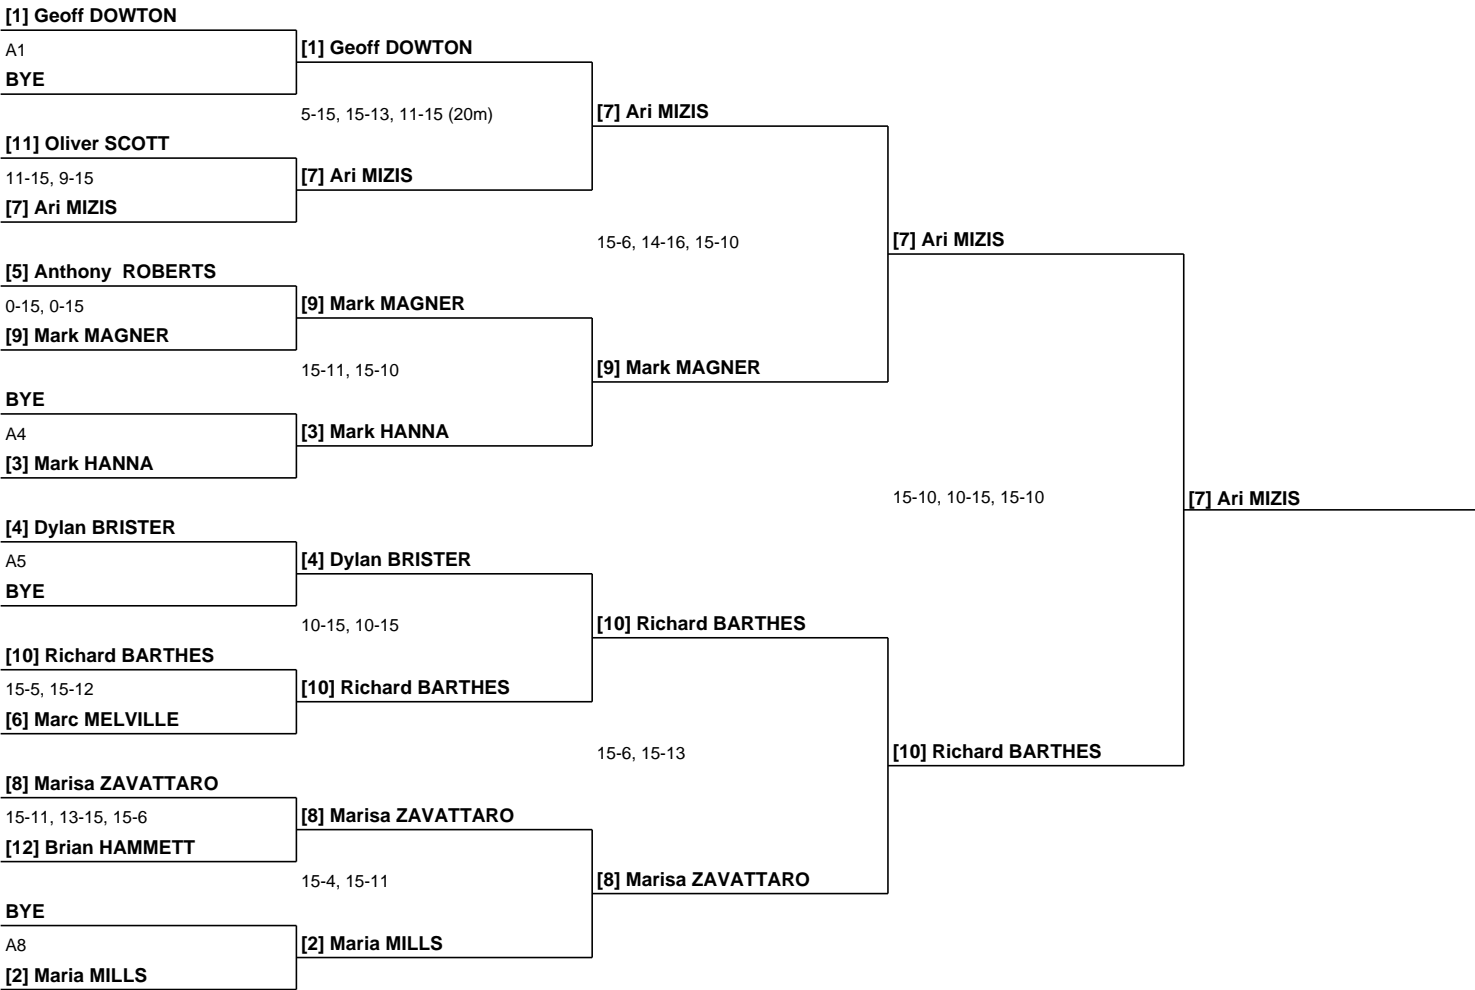 [1] Geoff DOWTON
A1
BYE
[11] Oliver SCOTT
11-15, 9-15
[7] Ari MIZIS
[5] Anthony  ROBERTS
0-15, 0-15
[9] Mark MAGNER
BYE
A4
[3] Mark HANNA
[4] Dylan BRISTER
A5
BYE
[10] Richard BARTHES
15-5, 15-12
[6] Marc MELVILLE
[8] Marisa ZAVATTARO
15-11, 13-15, 15-6
[12] Brian HAMMETT
BYE
A8
[2] Maria MILLS
[1] Geoff DOWTON
5-15, 15-13, 11-15 (20m)
[7] Ari MIZIS
[9] Mark MAGNER
15-11, 15-10
[3] Mark HANNA
[4] Dylan BRISTER
10-15, 10-15
[10] Richard BARTHES
[8] Marisa ZAVATTARO
15-4, 15-11
[2] Maria MILLS
[7] Ari MIZIS
15-6, 14-16, 15-10
[9] Mark MAGNER
[10] Richard BARTHES
15-6, 15-13
[8] Marisa ZAVATTARO
[7] Ari MIZIS
15-10, 10-15, 15-10
[10] Richard BARTHES
[7] Ari MIZIS